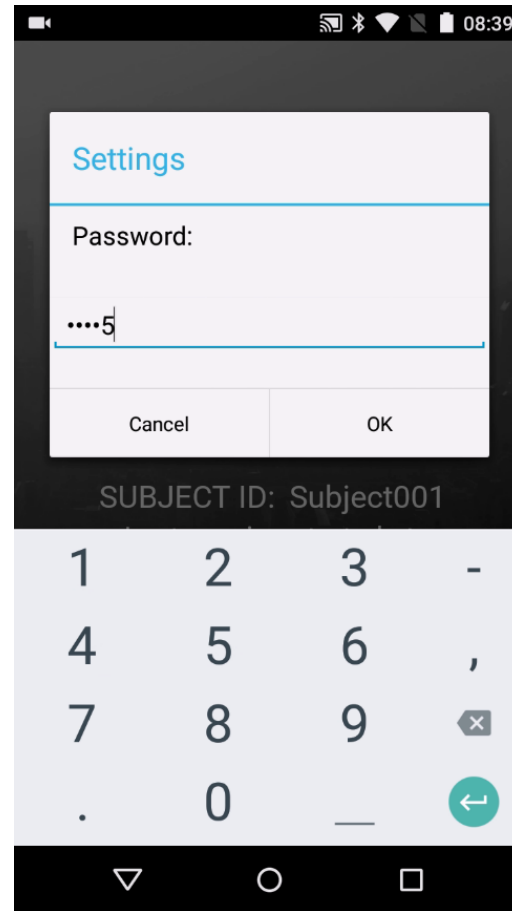 08:39
Settings
Password:
••••5
Cancel
OK
SUBJECT ID: Subject001
1 2 3 -
4 5 6 ,
7 8 9
. 0 _